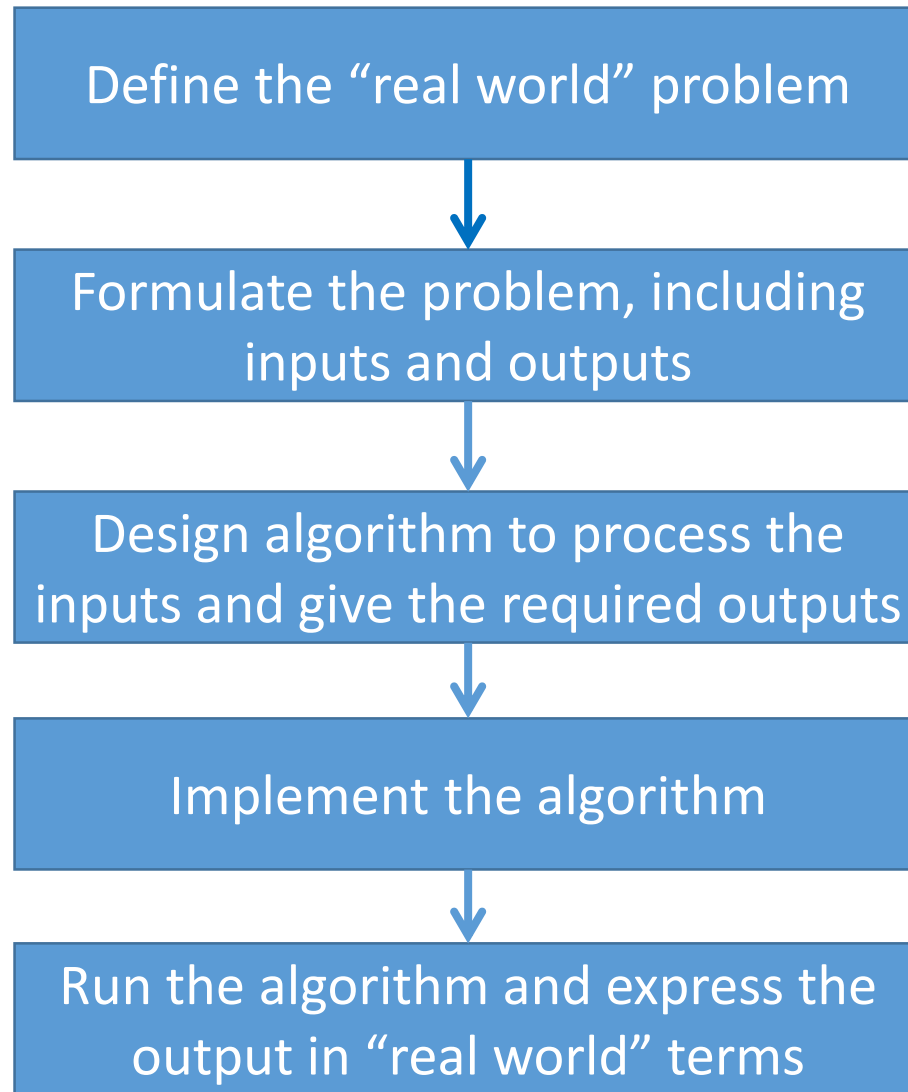 Define the “real world” problem
Formulate the problem, including
inputs and outputs
Design algorithm to process the
inputs and give the required outputs
Implement the algorithm
Run the algorithm and express the
output in “real world” terms